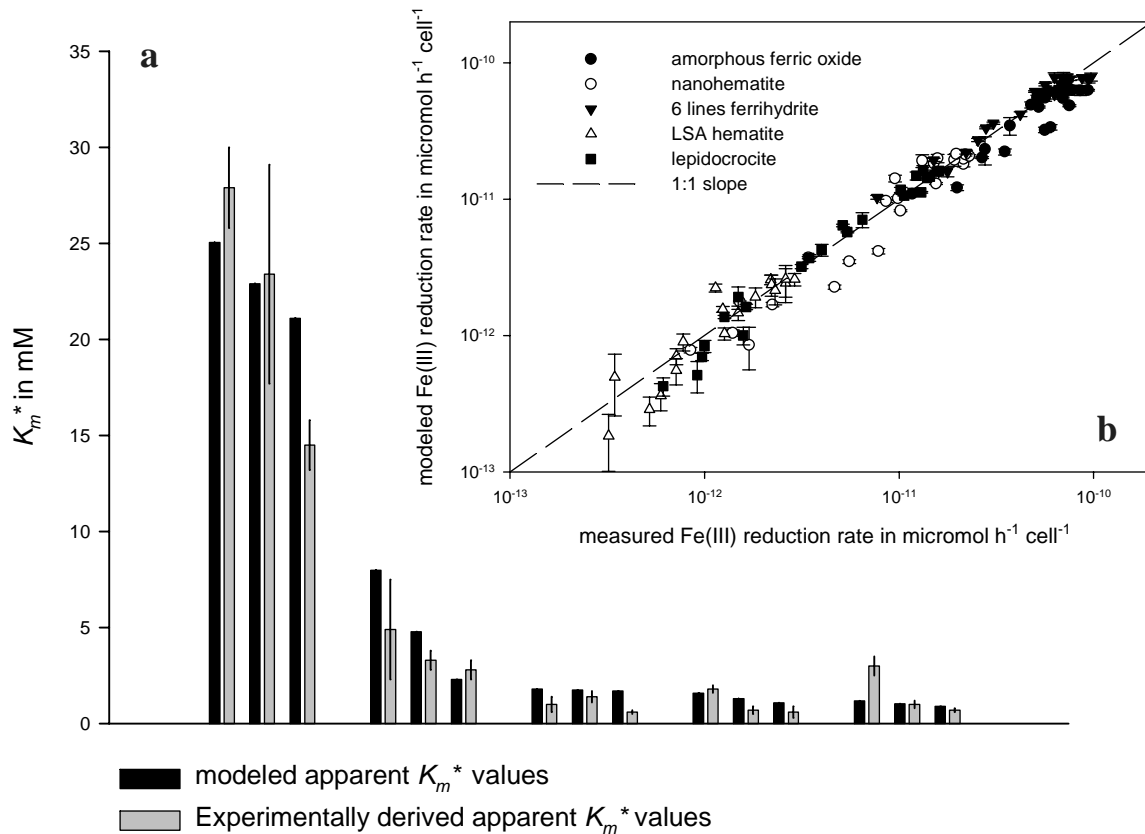 a
35
30
25
20
15
10
5
0
K_m* in mM
10⁻¹⁰
10⁻¹¹
10⁻¹²
10⁻¹³
modeled Fe(III) reduction rate in micromol h⁻¹ cell⁻¹
amorphous ferric oxide
nanohematite
6 lines ferrihydrite
LSA hematite
lepidocrocite
1:1 slope
b
10⁻¹³ 10⁻¹² 10⁻¹¹ 10⁻¹⁰
measured Fe(III) reduction rate in micromol h⁻¹ cell⁻¹
modeled apparent K_m* values
Experimentally derived apparent K_m* values